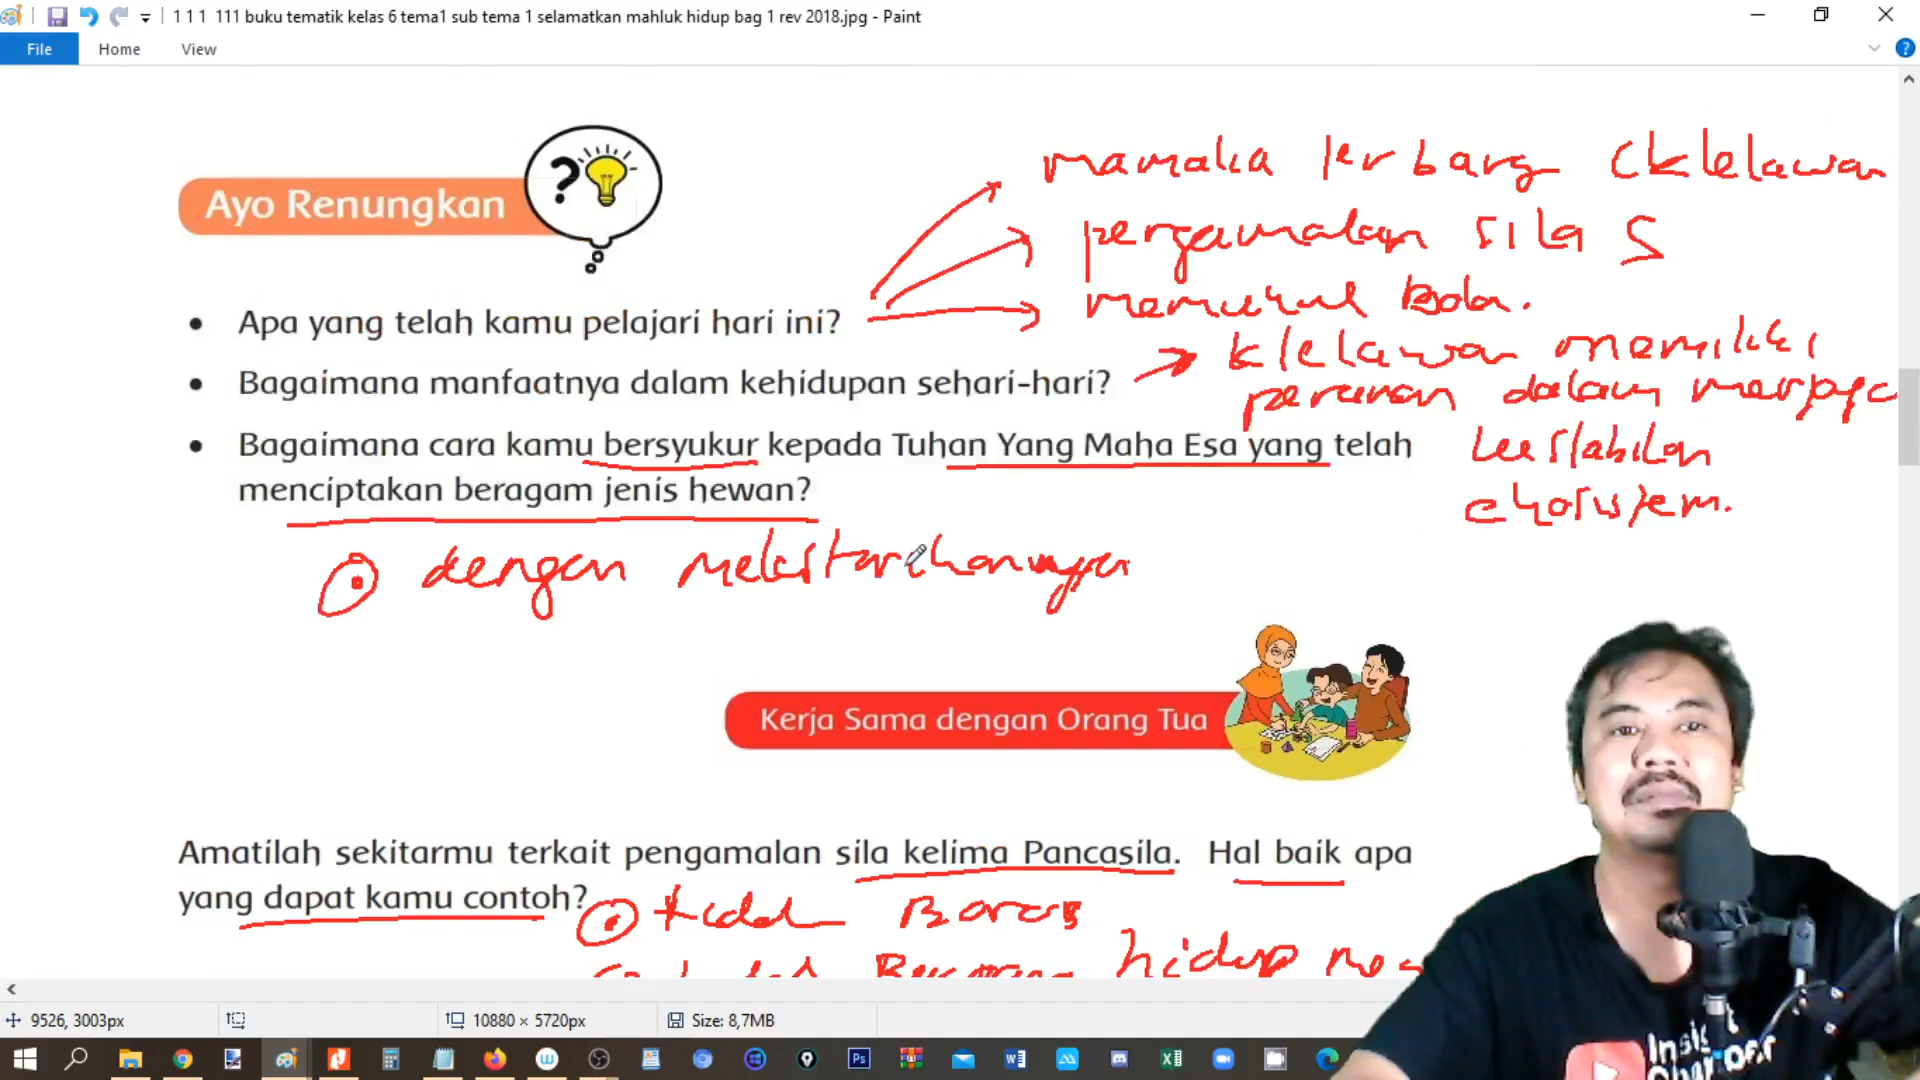 1 1 1 111 buku tematik kelas 6 tema1 sub tema 1 selamatkan mahluk hidup bag 1 rev 2018.jpg - Paint
File Home View
Ayo Renungkan
?
mamalia terbang (klelawan
pengamalan sila 5
memukul Bola.
• Apa yang telah kamu pelajari hari ini?
klelawan memiliki
• Bagaimana manfaatnya dalam kehidupan sehari-hari?
peranan dalam menjaga
• Bagaimana cara kamu bersyukur kepada Tuhan Yang Maha Esa yang telah
kestabilan
menciptakan beragam jenis hewan?
ekosistem.
dengan melestarikannya
Kerja Sama dengan Orang Tua
Amatilah sekitarmu terkait pengamalan sila kelima Pancasila. Hal baik apa
yang dapat kamu contoh?
tidak Boros
hidup
9526, 3003px
10880 × 5720px
Size: 8,7MB